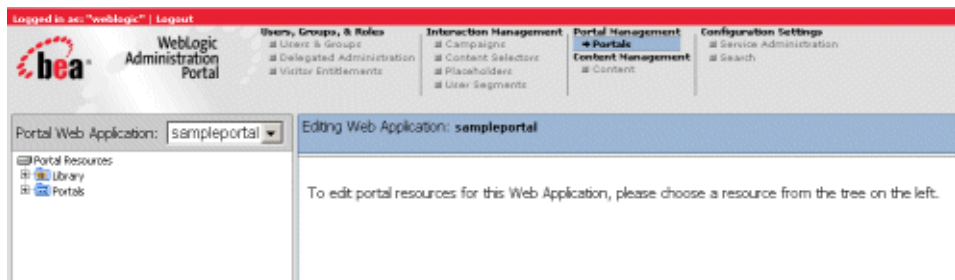 Logged in as: "weblogic" | Logout
bea
WebLogic
Administration
Portal
Users, Groups, & Roles
Users & Groups
Delegated Administration
Visitor Entitlements
Interaction Management
Campaigns
Content Selectors
Placeholders
User Segments
Portal Management
Portals
Content Management
Content
Configuration Settings
Service Administration
Search
Portal Web Application: sampleportal
Portal Resources
Library
Portals
Editing Web Application: sampleportal
To edit portal resources for this Web Application, please choose a resource from the tree on the left.